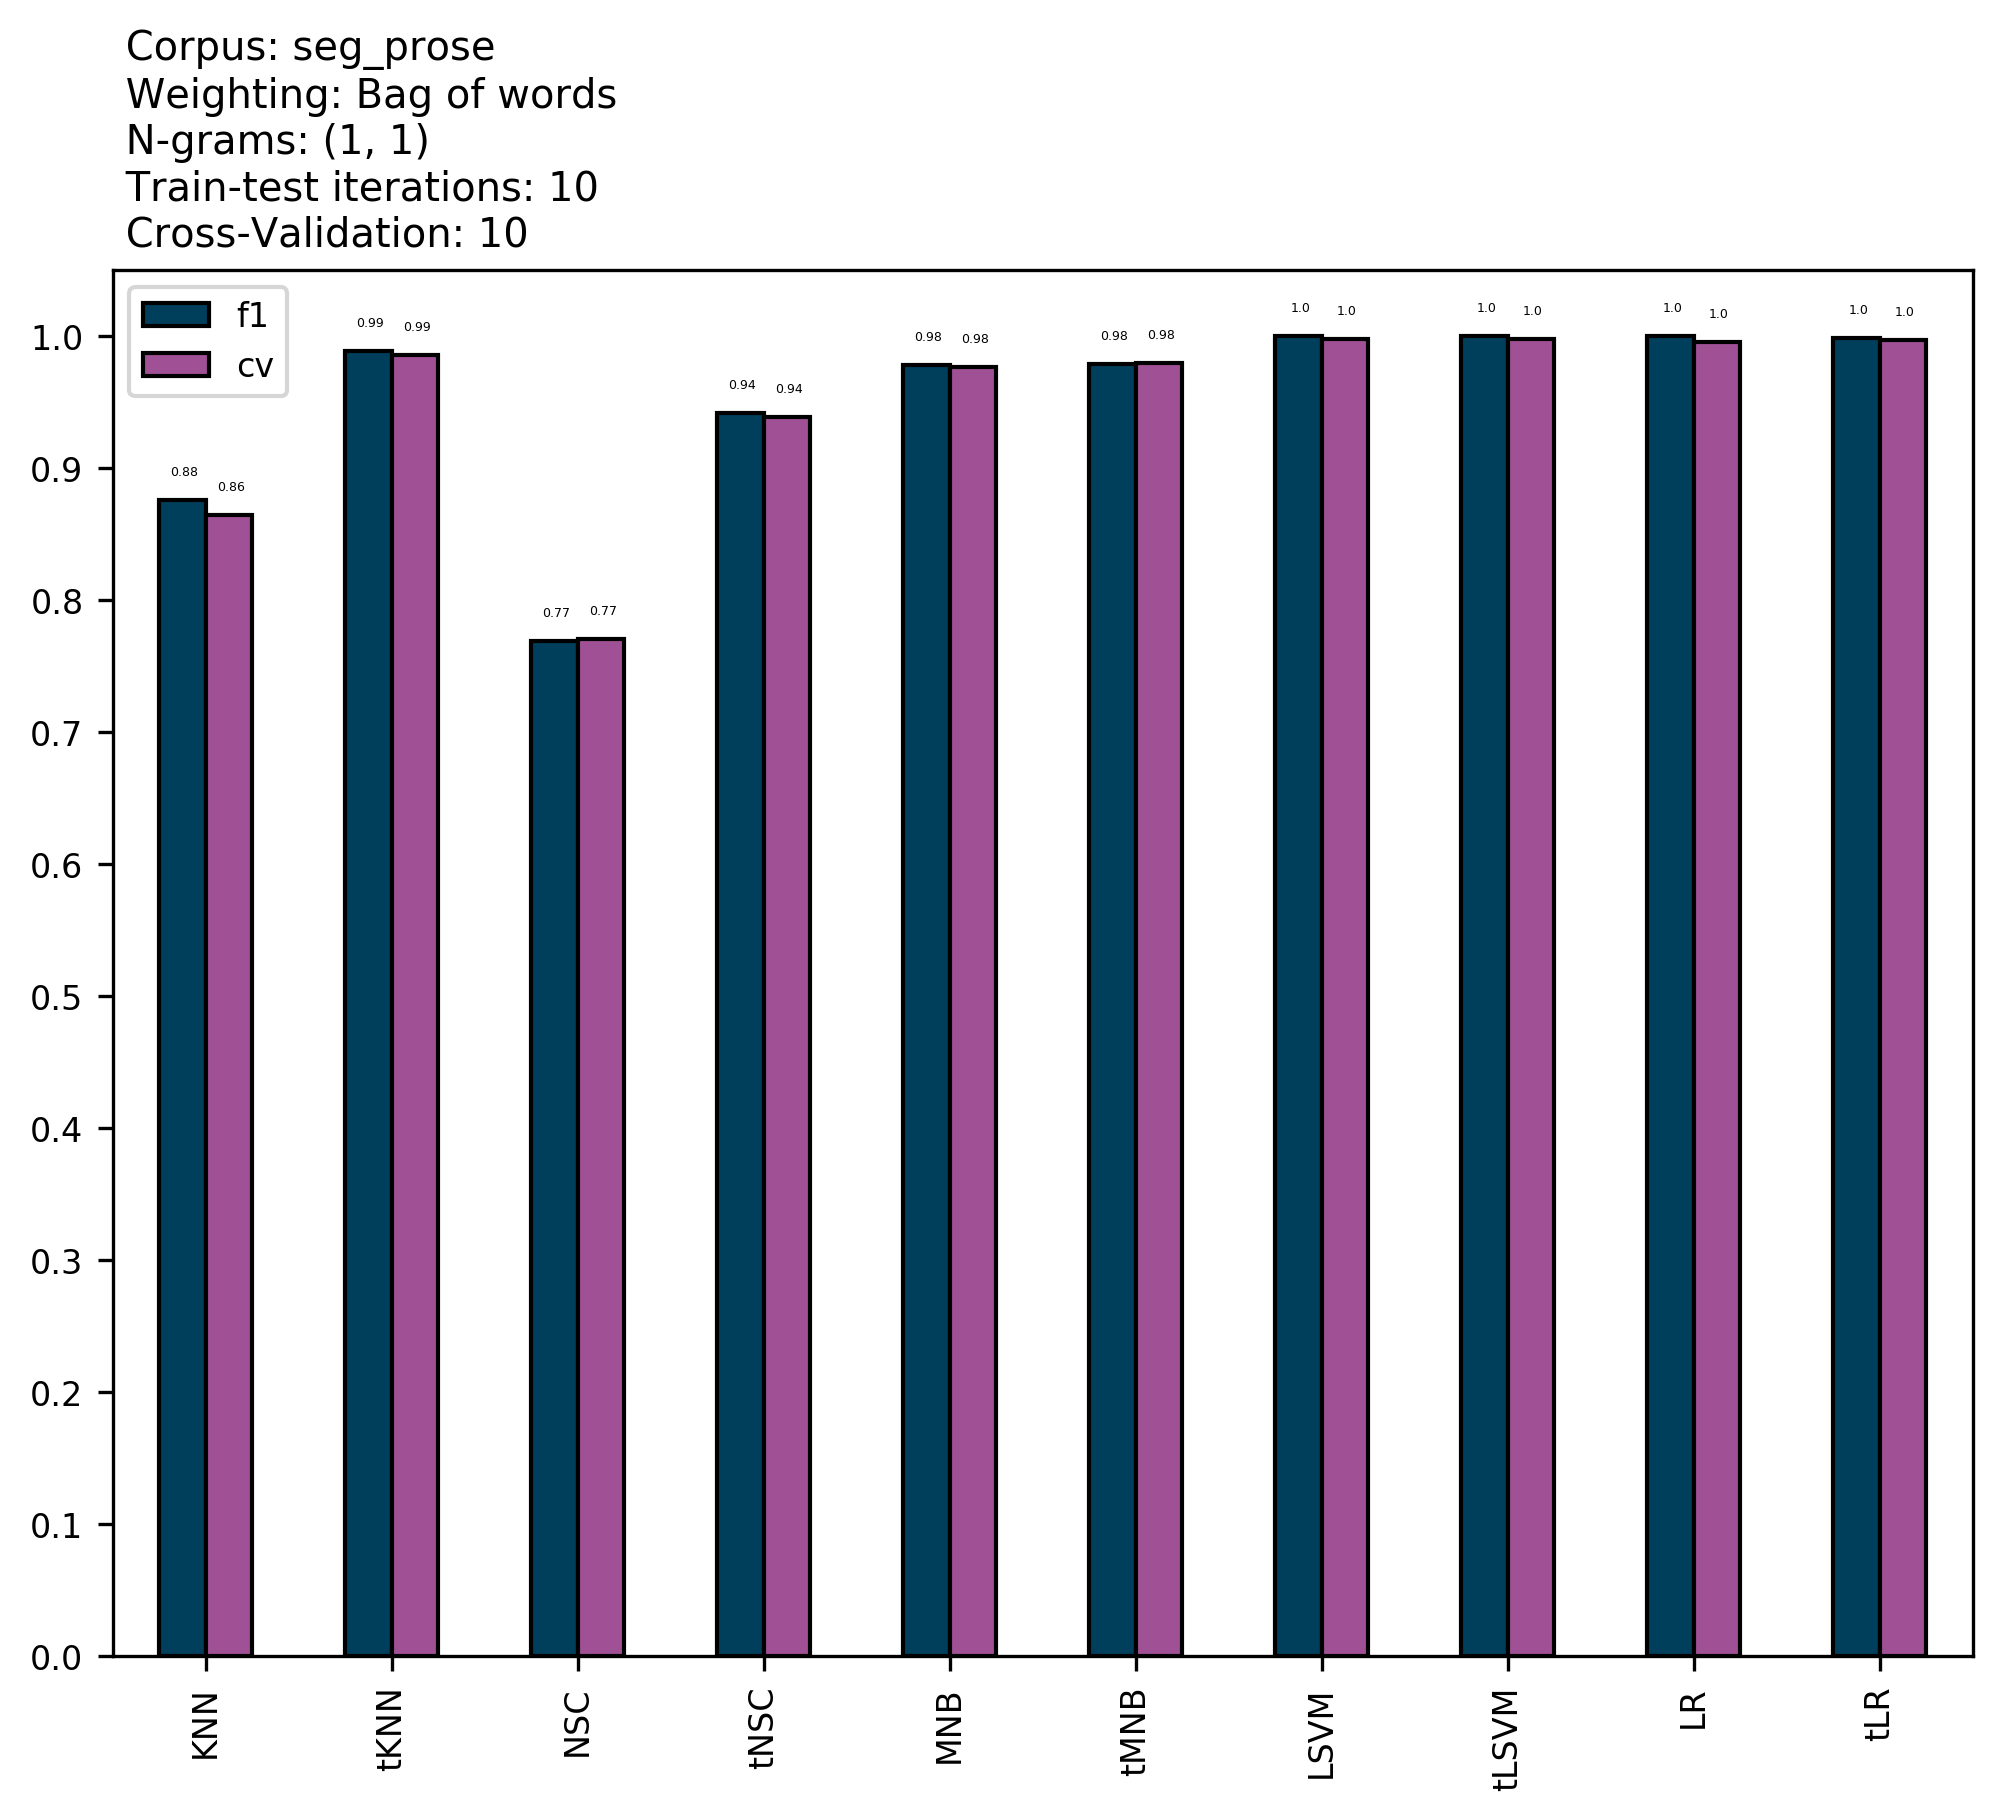 Corpus: seg_prose
Weighting: Bag of words
N-grams: (1, 1)
Train-test iterations: 10
Cross-Validation: 10
f1
cv
1.0
0.9
0.8
0.7
0.6
0.5
0.4
0.3
0.2
0.1
0.0
0.88
0.86
0.99
0.99
0.77
0.77
0.94
0.94
0.98
0.98
0.98
0.98
1.0
1.0
1.0
1.0
1.0
1.0
1.0
1.0
KNN
tKNN
NSC
tNSC
MNB
tMNB
LSVM
tLSVM
LR
tLR